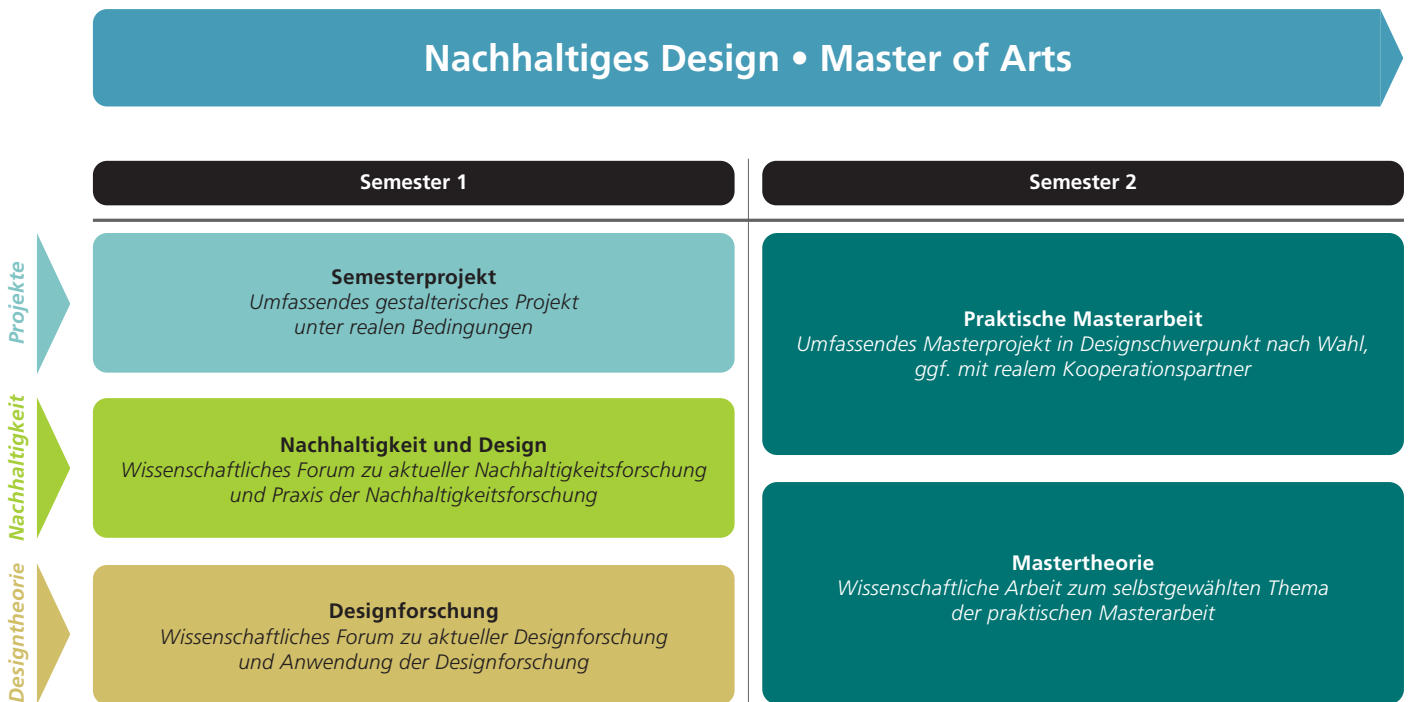 Nachhaltiges Design • Master of Arts
Semester 1
Semester 2
Projekte
Semesterprojekt
Umfassendes gestalterisches Projekt
unter realen Bedingungen
Praktische Masterarbeit
Umfassendes Masterprojekt in Designschwerpunkt nach Wahl,
ggf. mit realem Kooperationspartner
Nachhaltigkeit
Nachhaltigkeit und Design
Wissenschaftliches Forum zu aktueller Nachhaltigkeitsforschung
und Praxis der Nachhaltigkeitsforschung
Mastertheorie
Wissenschaftliche Arbeit zum selbstgewählten Thema
der praktischen Masterarbeit
Designtheorie
Designforschung
Wissenschaftliches Forum zu aktueller Designforschung
und Anwendung der Designforschung